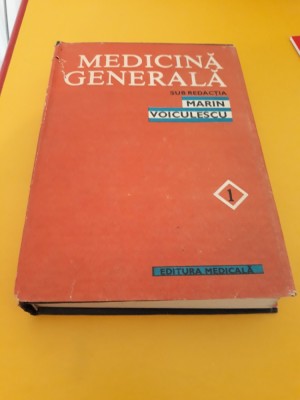 MEDICINĂ
GENERALĂ
SUB REDACȚIA
MARIN
VOICULESCU
1
EDITURA MEDICALĂ